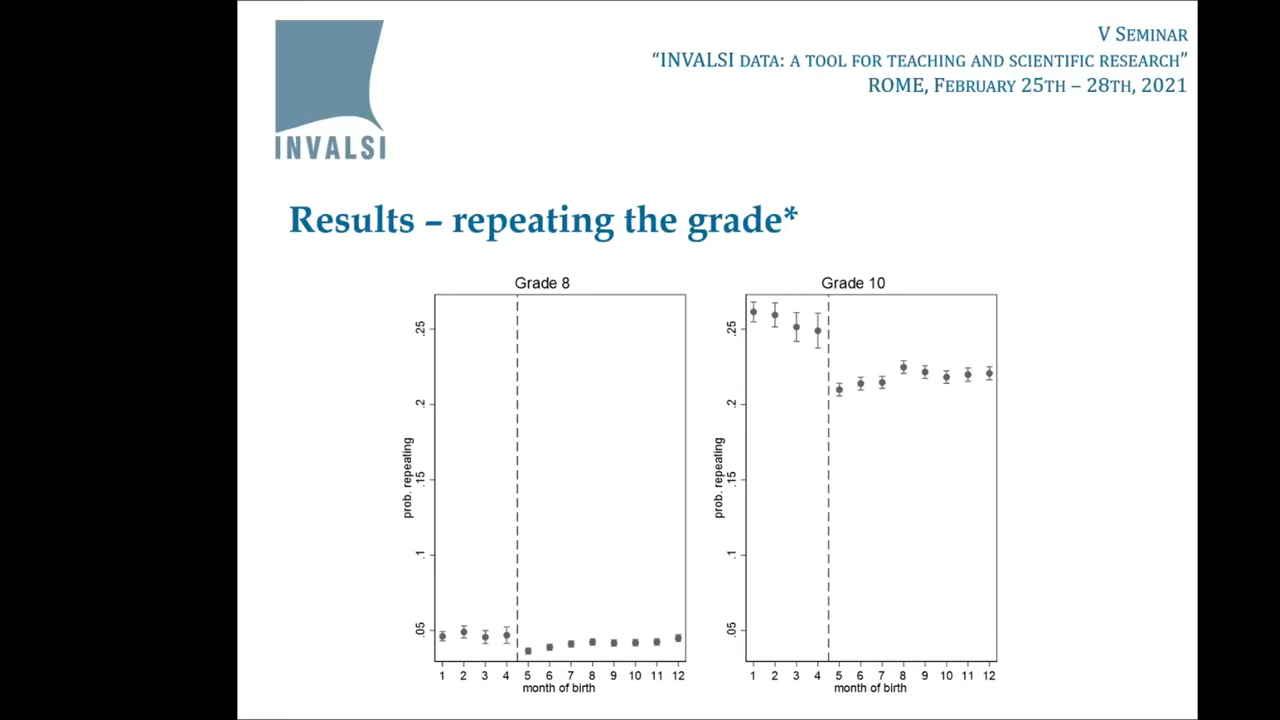 INVALSI
V SEMINAR
“INVALSI DATA: A TOOL FOR TEACHING AND SCIENTIFIC RESEARCH”
ROME, FEBRUARY 25TH – 28TH, 2021
Results – repeating the grade*
Grade 8
prob. repeating
.25
.2
.15
.1
.05
1 2 3 4 5 6 7 8 9 10 11 12
month of birth
Grade 10
prob. repeating
.25
.2
.15
.1
.05
1 2 3 4 5 6 7 8 9 10 11 12
month of birth